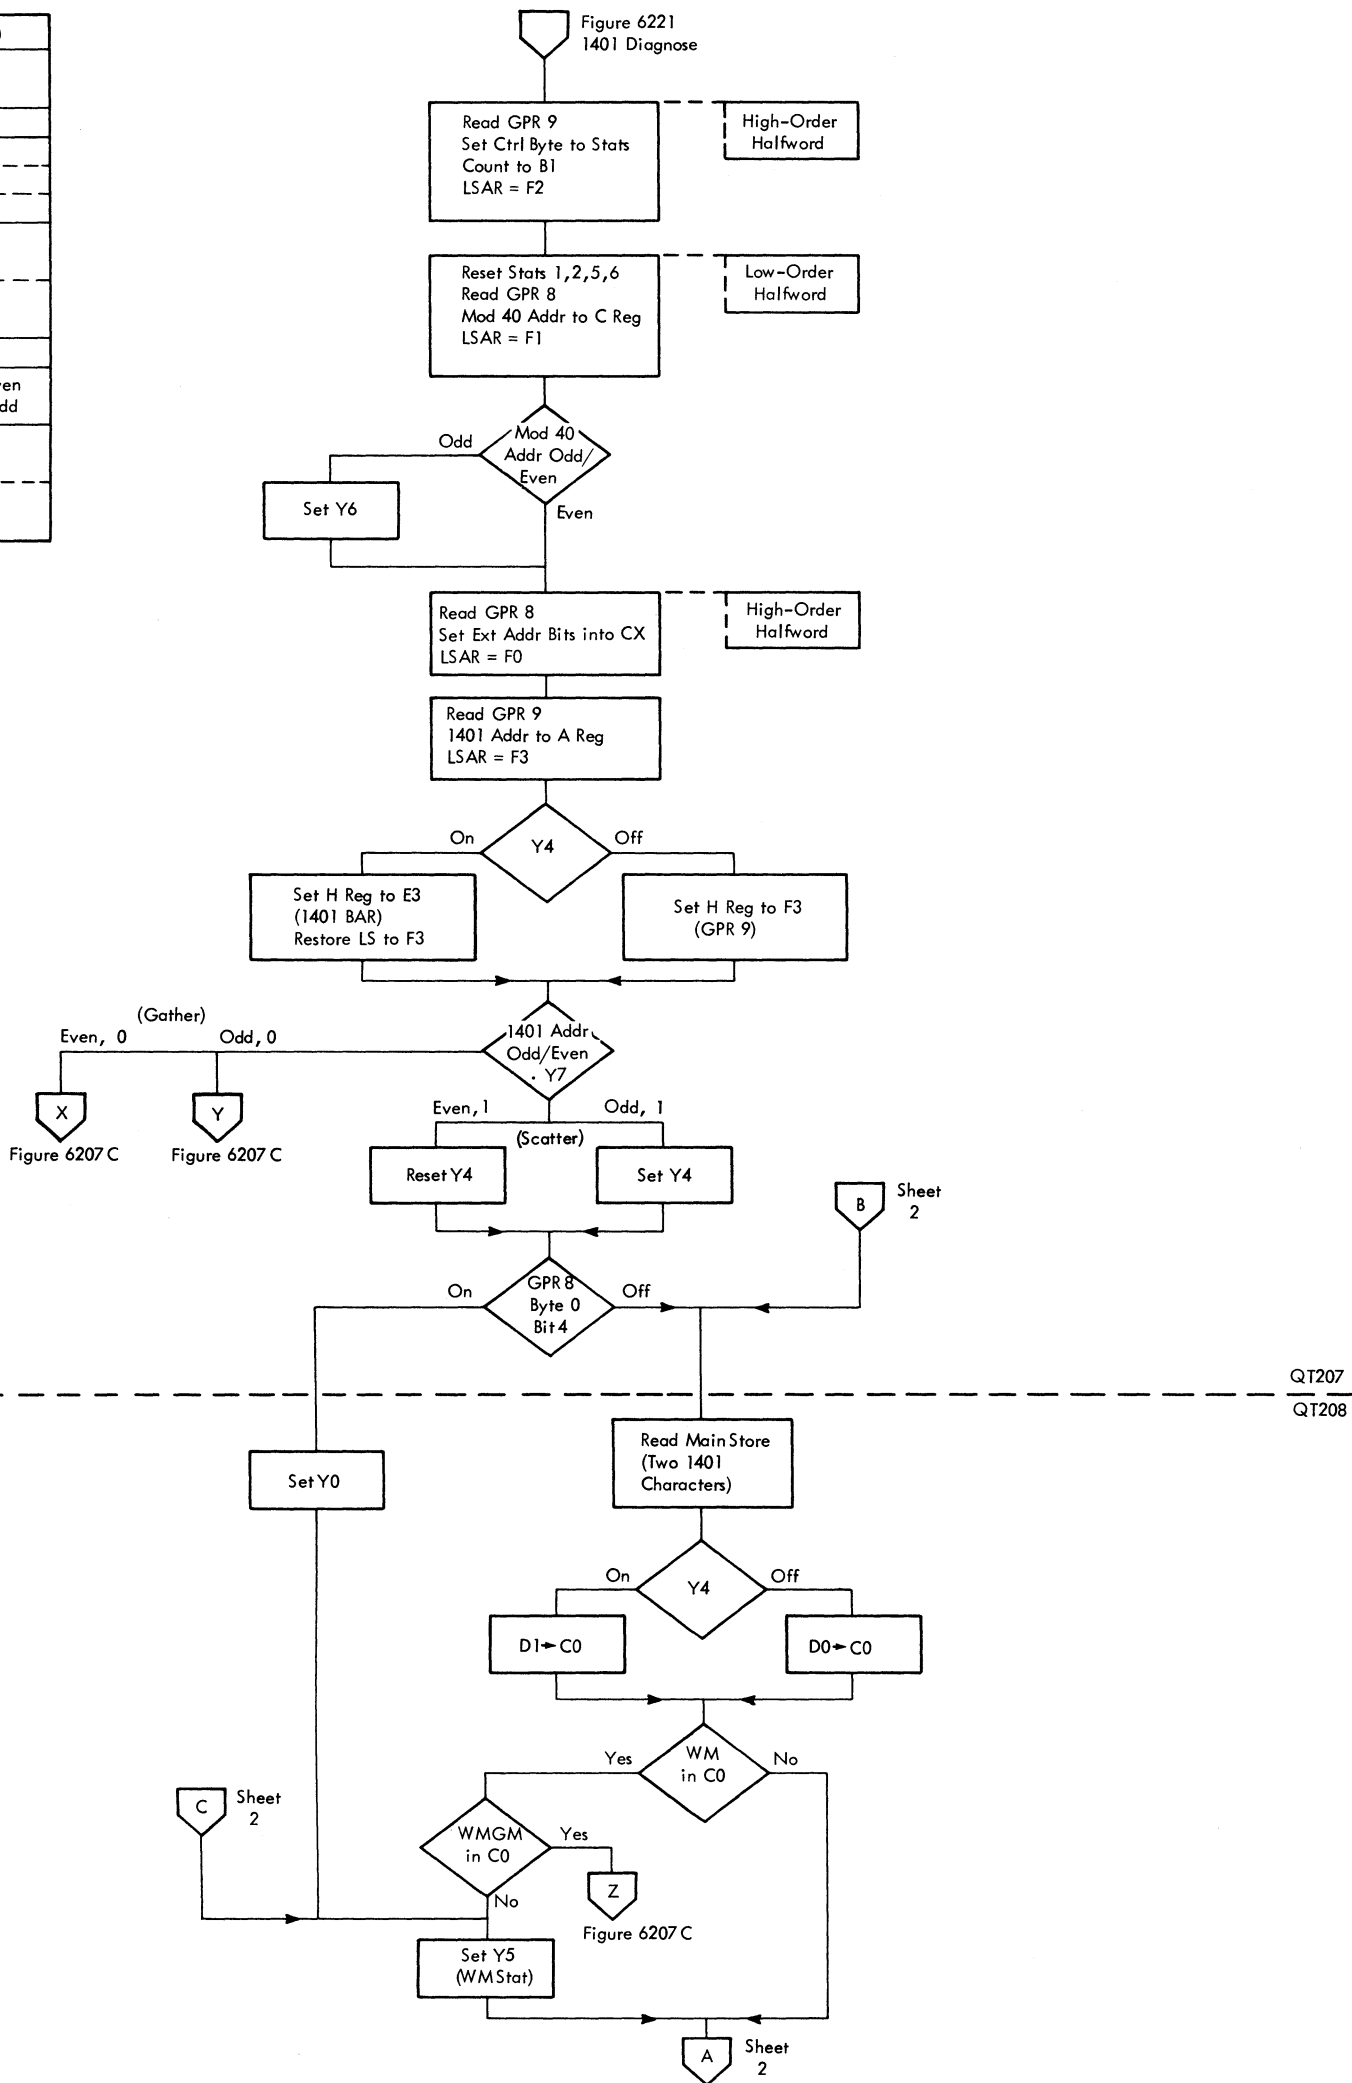 Figure 6221
1401 Diagnose
Read GPR 9
Set Ctrl Byte to Stats
Count to B1
LSAR = F2
High-Order
Halfword
Reset Stats 1,2,5,6
Read GPR 8
Mod 40 Addr to C Reg
LSAR = F1
Low-Order
Halfword
Odd
Mod 40
Addr Odd/
Even
Set Y6
Even
Read GPR 8
Set Ext Addr Bits into CX
LSAR = F0
High-Order
Halfword
Read GPR 9
1401 Addr to A Reg
LSAR = F3
On
Y4
Off
Set H Reg to E3
(1401 BAR)
Restore LS to F3
Set H Reg to F3
(GPR 9)
(Gather)
Even, 0
Odd, 0
1401 Addr
Odd/Even
. Y7
X
Y
Figure 6207 C
Figure 6207 C
Even, 1
Odd, 1
(Scatter)
Reset Y4
Set Y4
B
Sheet
2
On
GPR 8
Byte 0
Bit 4
Off
QT207
QT208
Set Y0
Read Main Store
(Two 1401
Characters)
On
Y4
Off
D1→C0
D0→C0
Yes
WM
in C0
No
C
Sheet
2
WMGM
in C0
Yes
Z
No
Figure 6207 C
Set Y5
(WM Stat)
A
Sheet
2